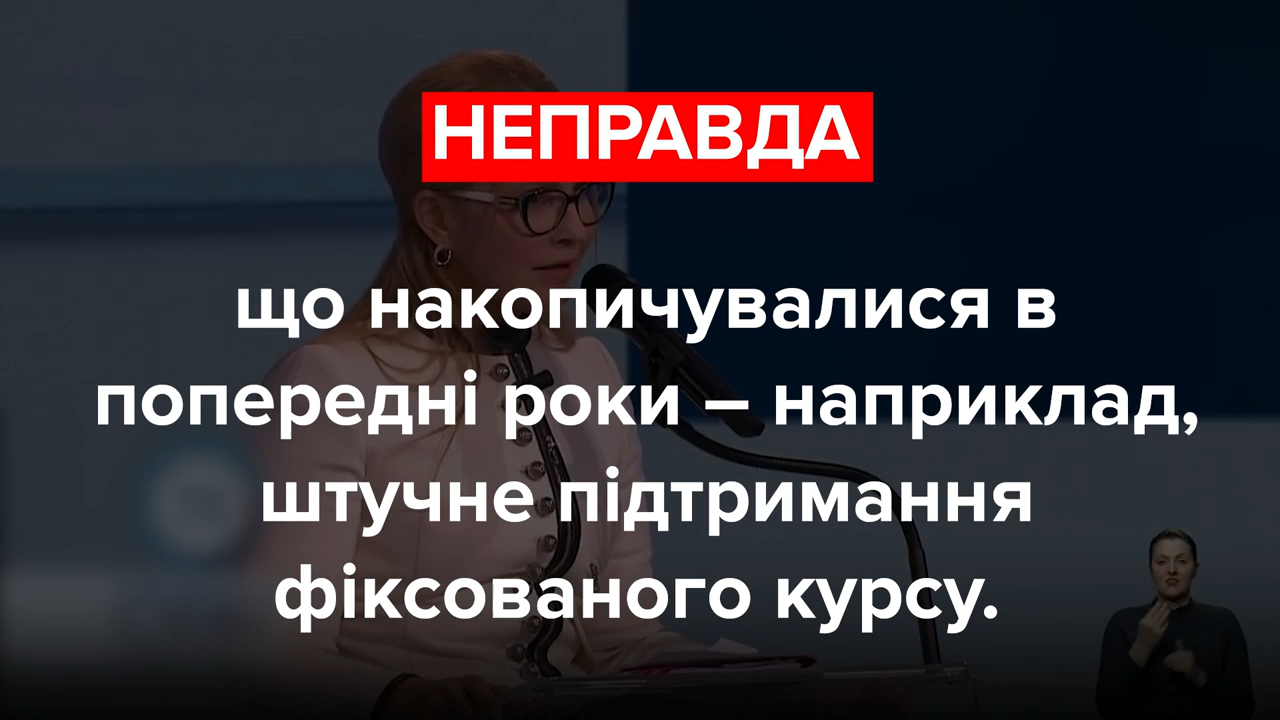 НЕПРАВДА
що накопичувалися в
попередні роки – наприклад,
штучне підтримання
фіксованого курсу.